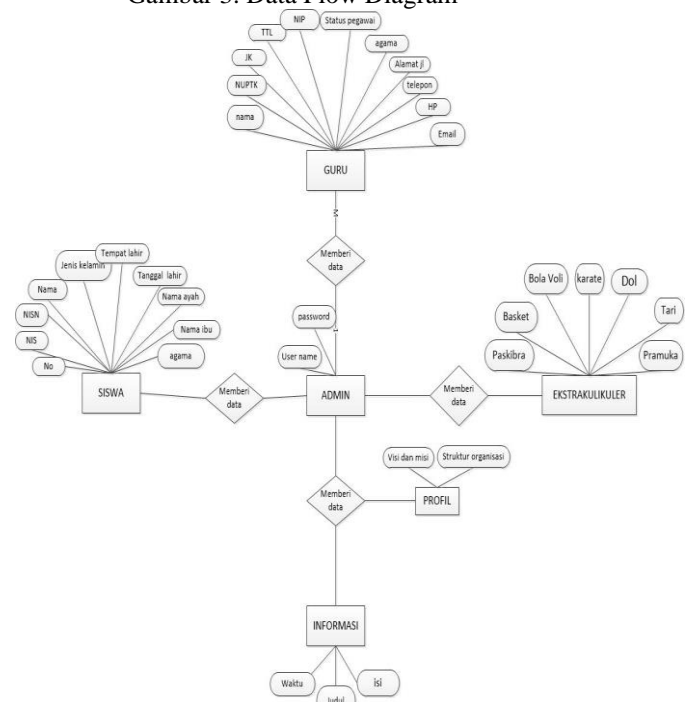 Gambar 3. Data Flow Diagram
NIP
Status pegawai
TTL
agama
JK
Alamat jl
NUPTK
telepon
nama
HP
Email
GURU
M
Memberi
data
1
password
User name
ADMIN
Tempat lahir
Jenis kelamin
Tanggal lahir
Nama
Nama ayah
NISN
Nama ibu
NIS
agama
No
SISWA
Memberi
data
Memberi
data
Bola Voli
karate
Dol
Basket
Tari
Paskibra
Pramuka
EKSTRAKULIKULER
Memberi
data
Visi dan misi
Struktur organisasi
PROFIL
INFORMASI
Waktu
Judul
isi